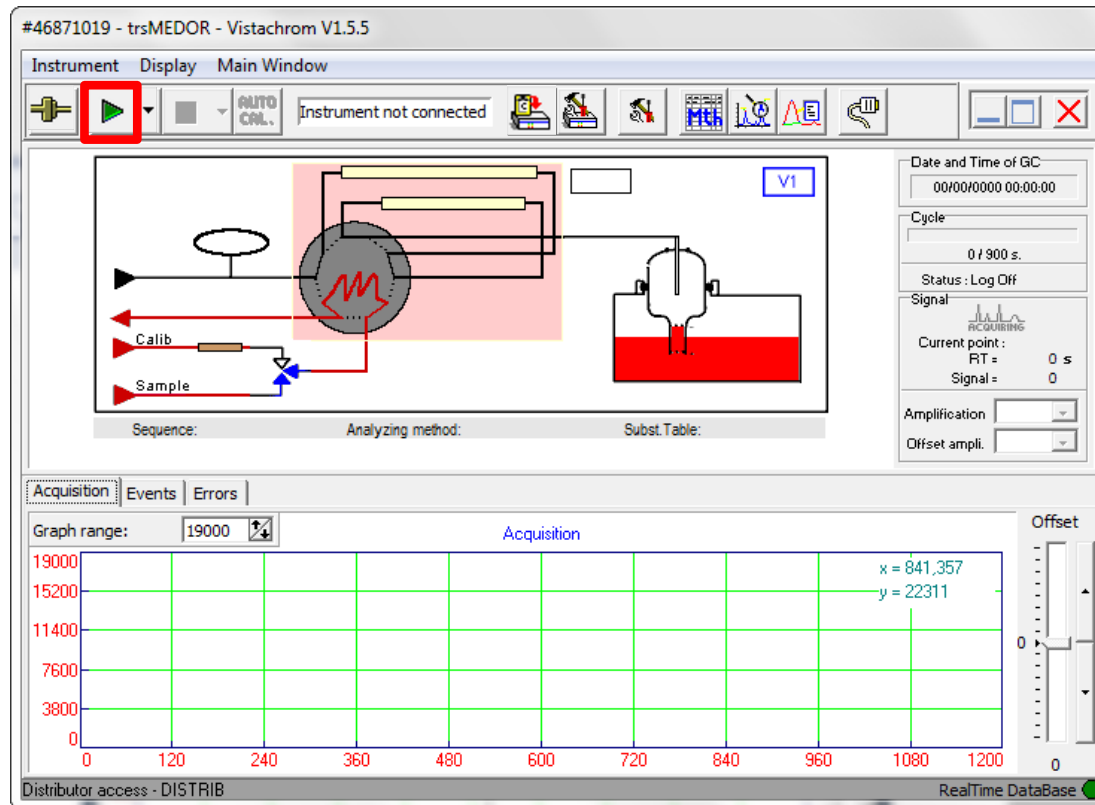 #46871019 - trsMEDOR - Vistachrom V1.5.5
Instrument Display Main Window
AUTO CAL.
Instrument not connected
Mth
V1
Calib
Sample
Sequence: Analyzing method: Subst.Table:
Date and Time of GC
00/00/0000 00:00:00
Cycle
0 / 900 s.
Status : Log Off
Signal
ACQUIRING
Current point :
RT = 0 s
Signal = 0
Amplification
Offset ampli.
Acquisition Events Errors
Graph range: 19000
Acquisition
Offset
x = 841,357
y = 22311
19000
15200
11400
7600
3800
0
0 120 240 360 480 600 720 840 960 1080 1200
0
0
Distributor access - DISTRIB RealTime DataBase